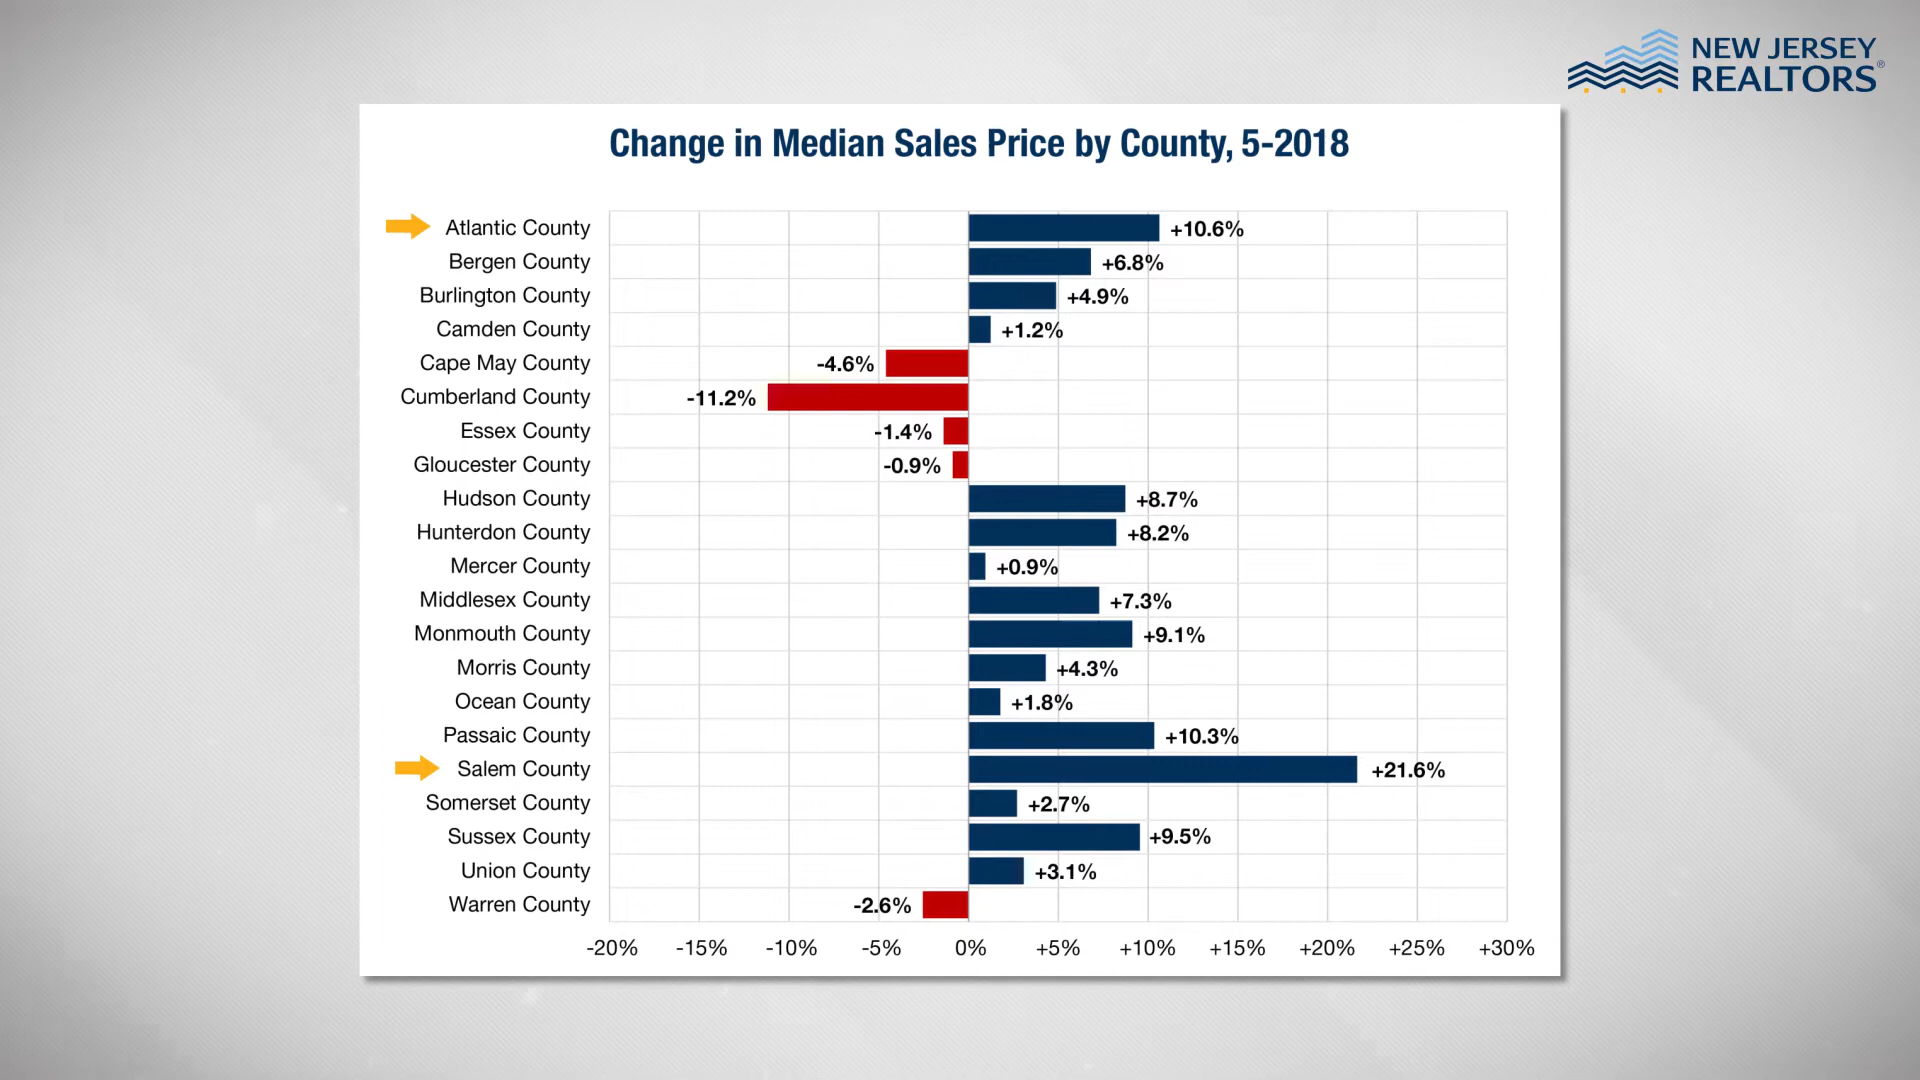 NEW JERSEY
REALTORS®
Change in Median Sales Price by County, 5-2018
Atlantic County +10.6%
Bergen County +6.8%
Burlington County +4.9%
Camden County +1.2%
Cape May County -4.6%
Cumberland County -11.2%
Essex County -1.4%
Gloucester County -0.9%
Hudson County +8.7%
Hunterdon County +8.2%
Mercer County +0.9%
Middlesex County +7.3%
Monmouth County +9.1%
Morris County +4.3%
Ocean County +1.8%
Passaic County +10.3%
Salem County +21.6%
Somerset County +2.7%
Sussex County +9.5%
Union County +3.1%
Warren County -2.6%
-20% -15% -10% -5% 0% +5% +10% +15% +20% +25% +30%